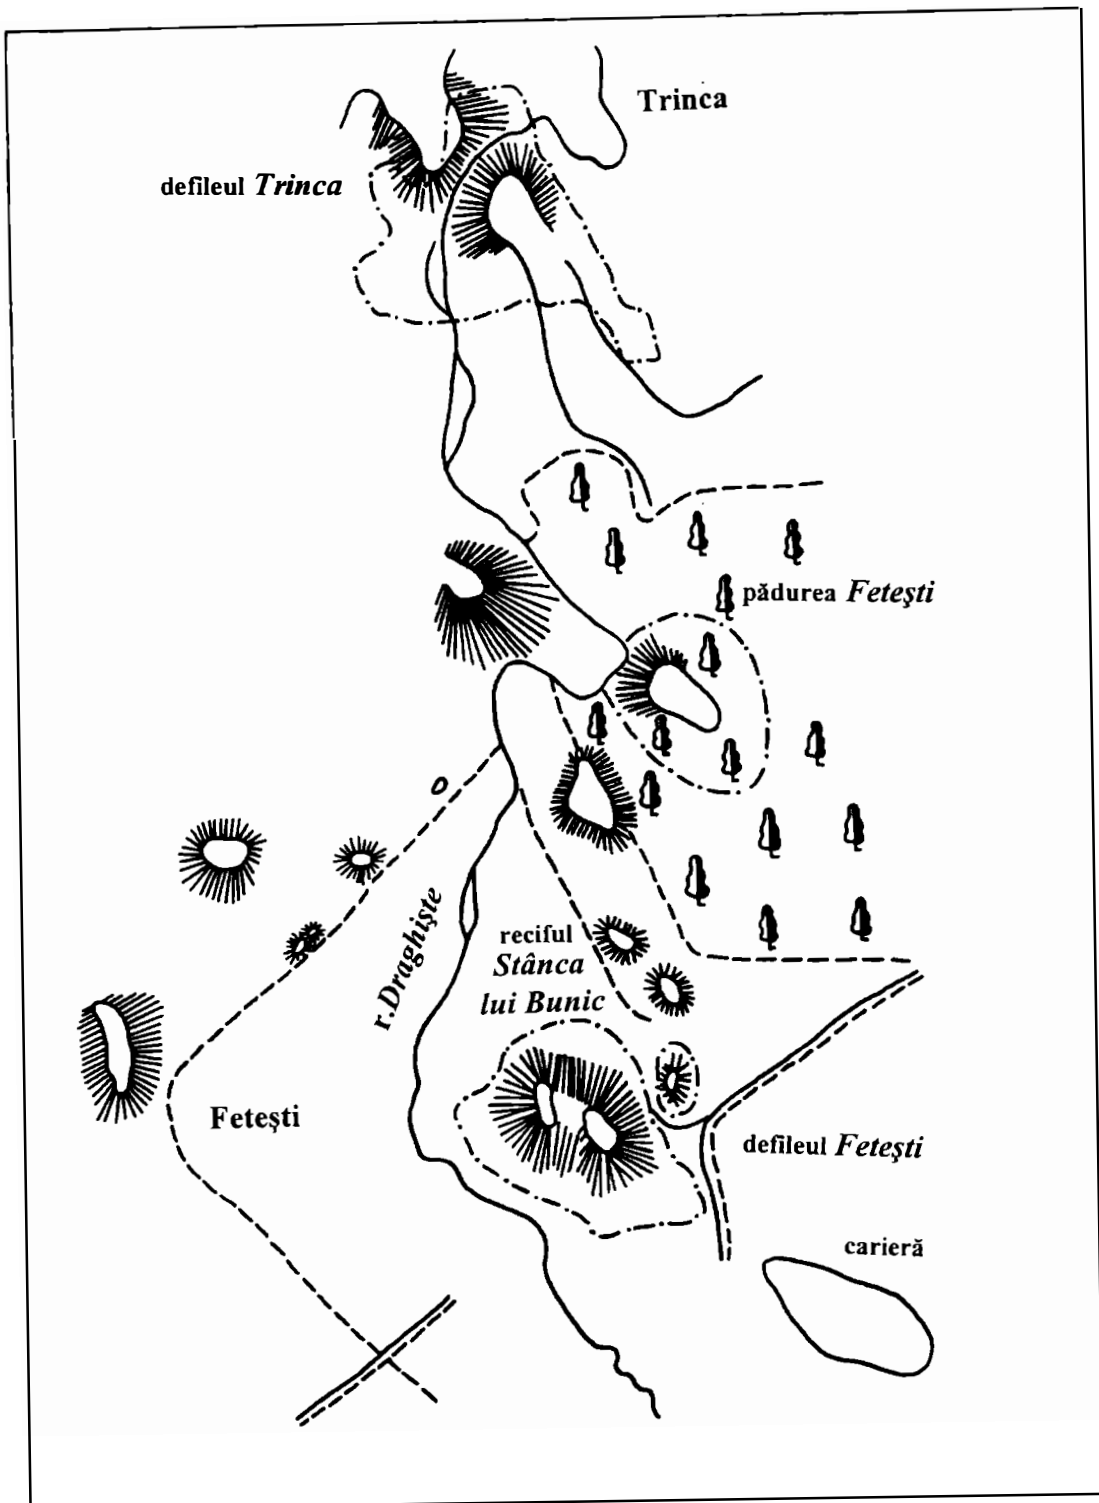 Trinca
defileul Trinca
pădurea Feteşti
r.Draghişte
reciful
Stânca
lui Bunic
Feteşti
defileul Feteşti
carieră